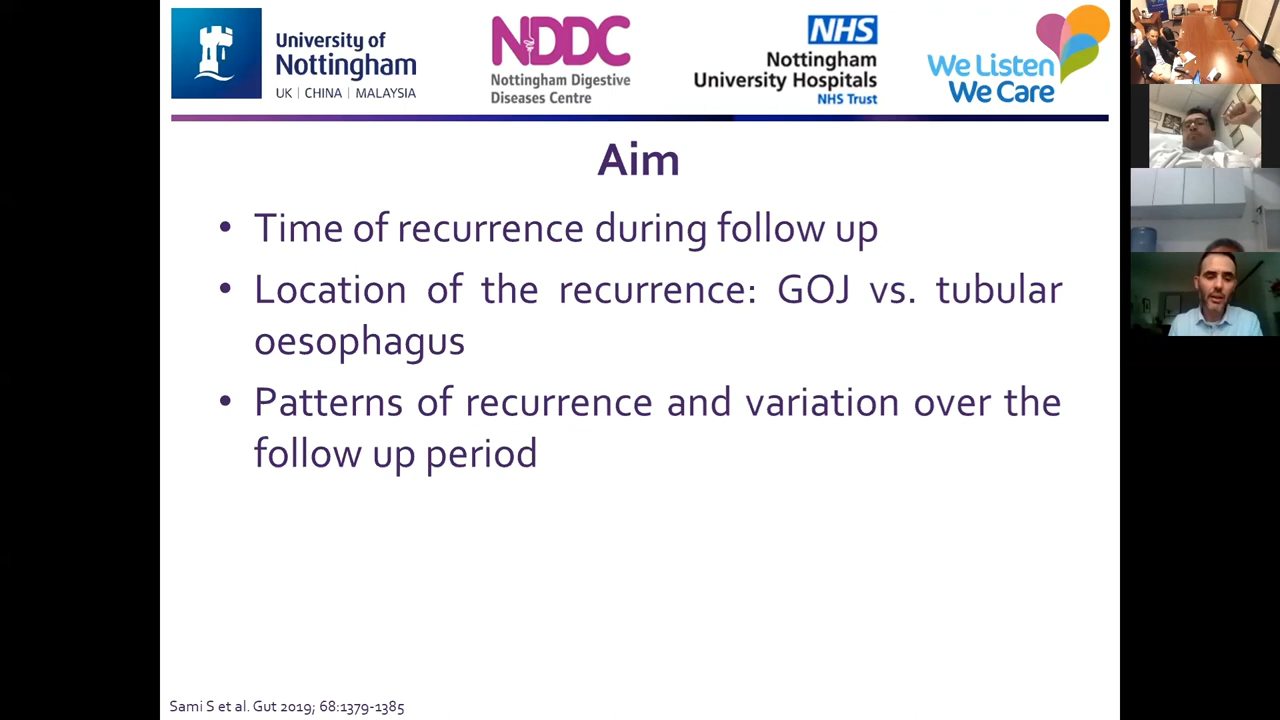 University of
Nottingham
UK | CHINA | MALAYSIA
NDDC
Nottingham Digestive
Diseases Centre
NHS
Nottingham
University Hospitals
NHS Trust
We Listen
We Care
Aim
• Time of recurrence during follow up
• Location of the recurrence: GOJ vs. tubular
oesophagus
• Patterns of recurrence and variation over the
follow up period
Sami S et al. Gut 2019; 68:1379-1385